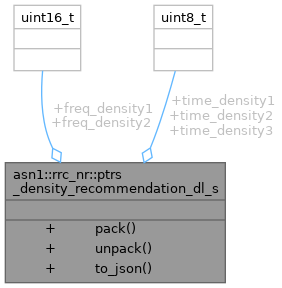 uint16_t
uint8_t
+freq_density1
+freq_density2
+time_density1
+time_density2
+time_density3
asn1::rrc_nr::ptrs
_density_recommendation_dl_s
+ pack()
+ unpack()
+ to_json()